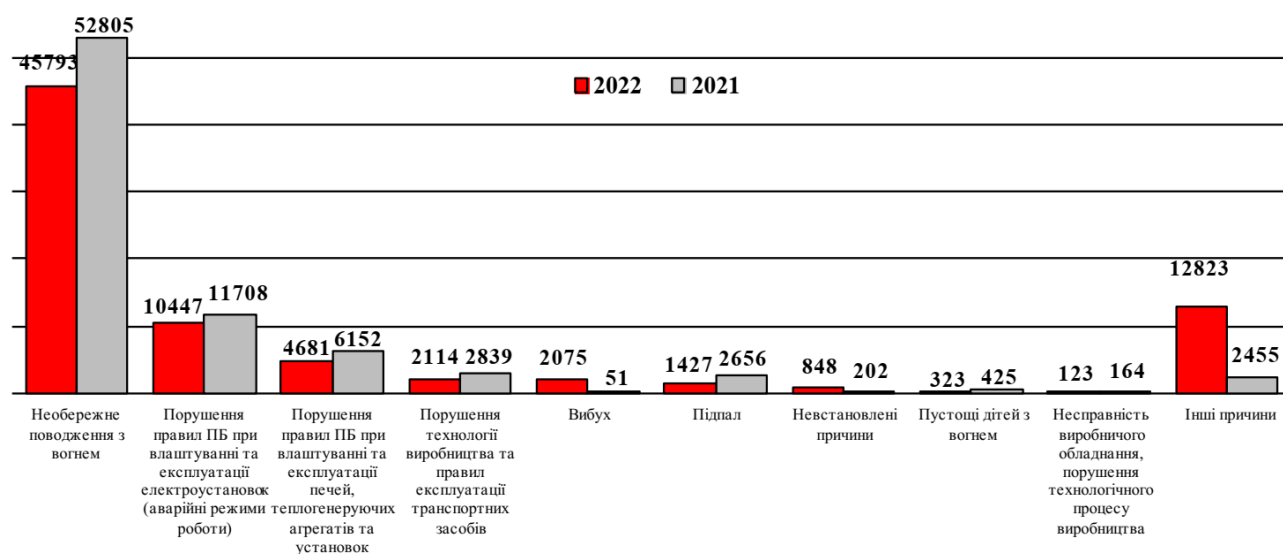 52805
45793
2022 2021
12823
10447 11708
4681 6152
2114 2839
2075 51
1427 2656
848 202
323 425
123 164
2455
Необережне
поводження з
вогнем
Порушення
правил ПБ при
влаштуванні та
експлуатації
електроустановок
(аварійні режими
роботи)
Порушення
правил ПБ при
влаштуванні та
експлуатації
печей,
теплогенеруючих
агрегатів та
установок
Порушення
технології
виробництва та
правил
експлуатації
транспортних
засобів
Вибух
Підпал
Невстановлені
причини
Пустощі дітей з
вогнем
Несправність
виробничого
обладнання,
порушення
технологічного
процесу
виробництва
Інші причини